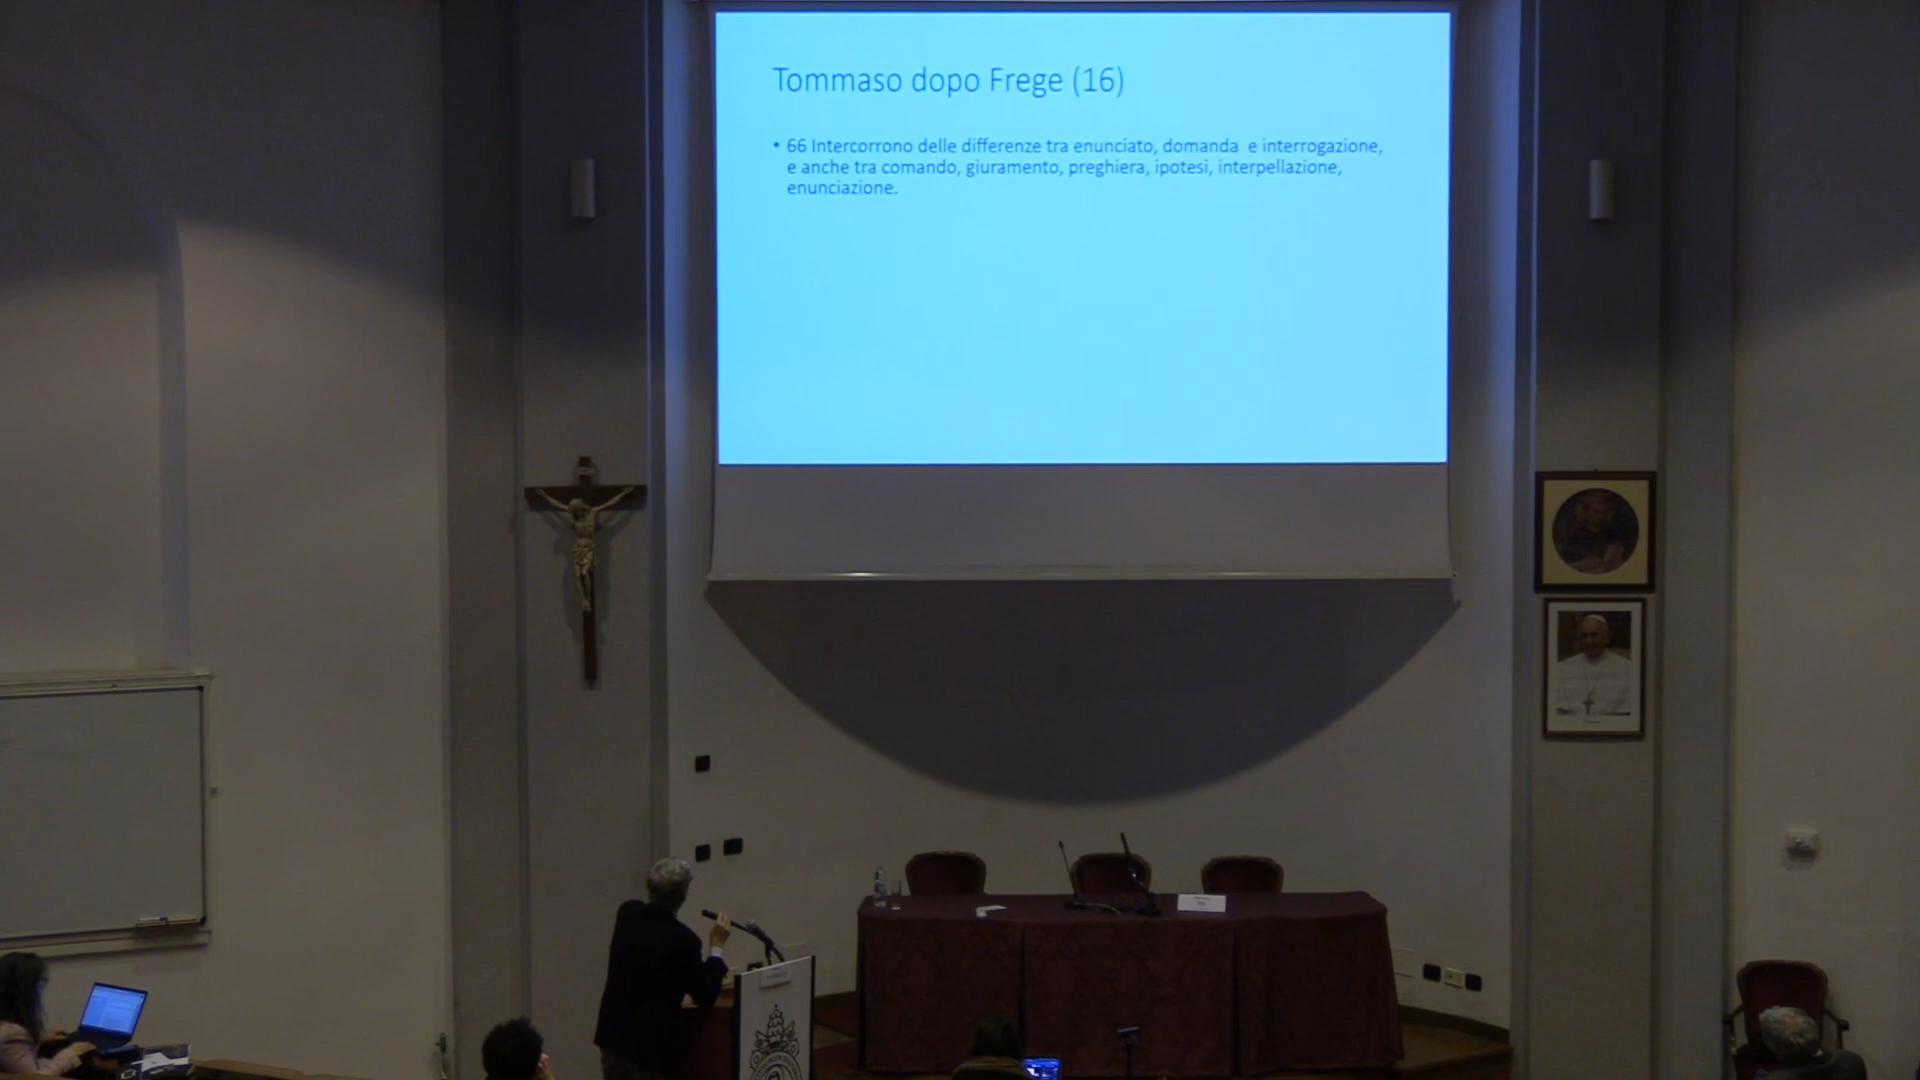 Tommaso dopo Frege (16)
• 66 Intercorrono delle differenze tra enunciato, domanda e interrogazione,
e anche tra comando, giuramento, preghiera, ipotesi, interpellazione,
enunciazione.